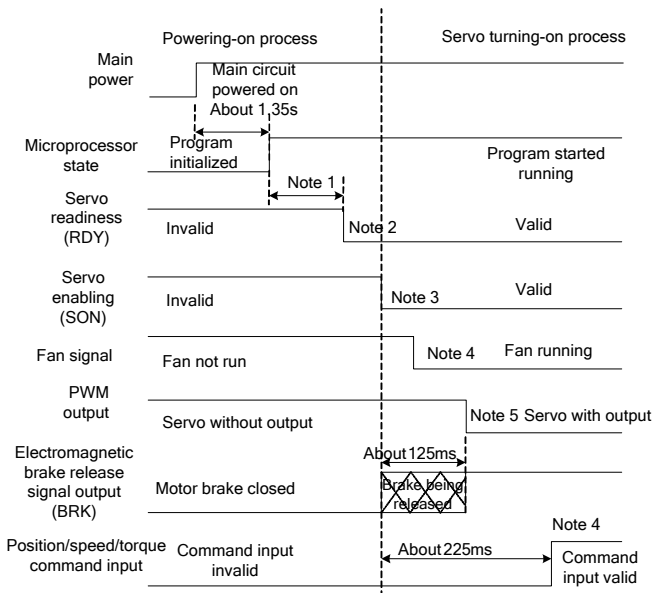 Powering-on process
Servo turning-on process
Main
power
Main circuit
powered on
About 1.35s
Microprocessor
state
Program
initialized
Program started
running
Note 1
Servo
readiness
(RDY)
Invalid
Note 2
Valid
Servo
enabling
(SON)
Invalid
Note 3
Valid
Fan signal
Fan not run
Note 4
Fan running
PWM
output
Servo without output
Note 5 Servo with output
Electromagnetic
brake release
signal output
(BRK)
Motor brake closed
About125ms
Brake being
released
Position/speed/torque
command input
Command input
invalid
About225ms
Note 4
Command
input valid